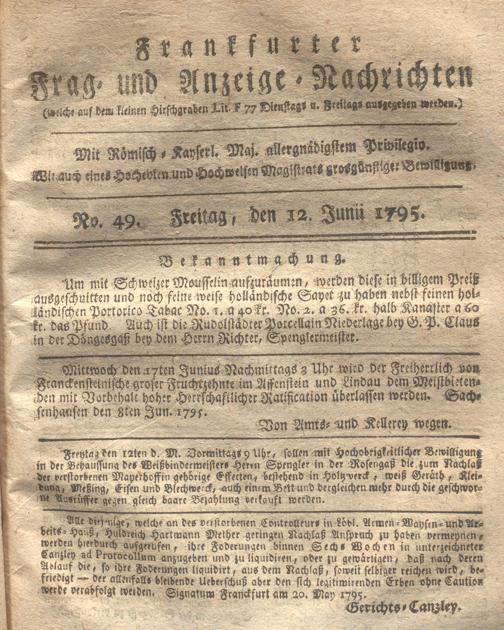 Frankfurter
Frag- und Anzeige-Nachrichten
(welche auf dem kleinen Hirschgraben Lit. F 77 Dienstags u. Freitags ausgegeben werden.)
Mit Römisch-Kayserl. Maj. allergnädigstem Privilegio.
Wie auch eines Hochedlen und Hochweisen Magistrats grosgünstiger Bewilligung.
No. 49. Freitag, den 12. Junii 1795.
Bekanntmachung.
Um mit Schweizer Mousselin aufzuräumen, werden diese in billigem Preiß
ausgeschnitten und noch feine weise holländische Sayet zu haben nebst feinen hol-
ländischen Portorico Tabac No. 1. a 40 kr. No. 2. a 36. kr. halb Kanaster a 60
kr. das Pfund. Auch ist die Rudolstädter Porcellain Niederlage bey G. P. Claus
in der Döngesgaß bey dem Herrn Richter, Spenglermeister.
Mittwochen den 17ten Junius Nachmittags 3 Uhr wird der Freiherrlich von
Franckensteinische groser Fruchtzehnte im Affenstein und Lindau dem Meistbieten-
den mit Vorbehalt hoher Herrschaftlicher Ratification überlassen werden. Sach-
senhausen den 8ten Jun. 1795.
Von Amts- und Kellerey wegen.
Freytag den 12ten d. M. Vormittags 9 Uhr, sollen mit Hochobrigkeitlicher Bewilligung
in der Behausung des Weißbindermeisters Herrn Spengler in der Rosengaß die zum Nachlaß
der verstorbenen Mayerhoffin gehörige Effecten, bestehend in Holzwerck, weiß Geräth, Klei-
dung, Meßing, Eisen und Blechwerck, auch einem Bett und dergleichen mehr durch die geschwor-
ne Ausrüffer gegen gleich baare Bezahlung verkauft werden.
Alle diejenige, welche an des verstorbenen Controlleurs in Löbl. Armen-Waysen- und Ar-
beits-Hauß, Huldreich Hartmann Mether geringen Nachlaß Anspruch zu haben vermeynen,
werden hierdurch aufgerufen, ihre Foderungen binnen Sechs Wochen in unterzeichneter
Canzley ad Protocollum anzugeben und zu liquidiren, oder zu gewärtigen, daß nach deren
Ablauf die, so ihre Foderungen liquidirt, aus dem Nachlaß, soweit selbiger reichen wird, be-
friedigt — der allenfalls bleibende Ueberschuß aber den sich legitimirenden Erben ohne Caution
werde verabfolgt werden. Signatum Franckfurt am 20. May 1795.
Gerichts-Canzley.